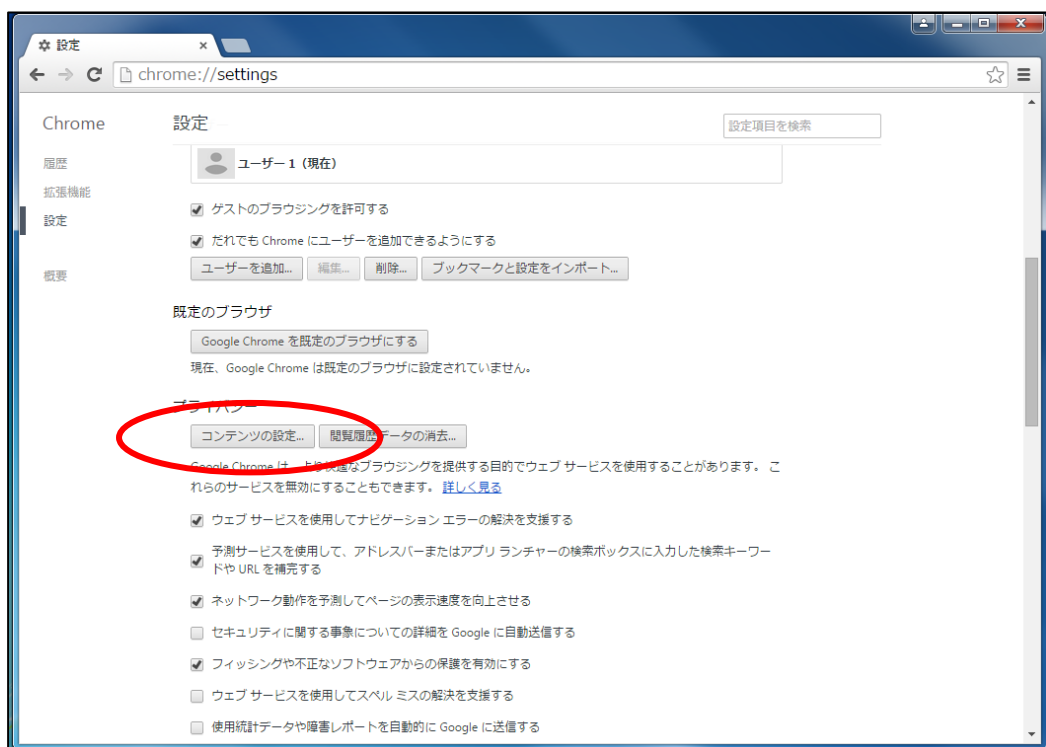 設定
chrome://settings
Chrome
設定
設定項目を検索
履歴
拡張機能
設定
概要
ユーザー 1（現在）
ゲストのブラウジングを許可する
だれでも Chrome にユーザーを追加できるようにする
ユーザーを追加... 編集... 削除... ブックマークと設定をインポート...
既定のブラウザ
Google Chrome を既定のブラウザにする
現在、Google Chrome は既定のブラウザに設定されていません。
プライバシー
コンテンツの設定... 閲覧履歴データの消去...
Google Chrome は、より快適なブラウジングを提供する目的でウェブ サービスを使用することがあります。 こ
れらのサービスを無効にすることもできます。 詳しく見る
ウェブ サービスを使用してナビゲーション エラーの解決を支援する
予測サービスを使用して、アドレスバーまたはアプリ ランチャーの検索ボックスに入力した検索キーワー
ドや URL を補完する
ネットワーク動作を予測してページの表示速度を向上させる
セキュリティに関する事象についての詳細を Google に自動送信する
フィッシングや不正なソフトウェアからの保護を有効にする
ウェブ サービスを使用してスペル ミスの解決を支援する
使用統計データや障害レポートを自動的に Google に送信する